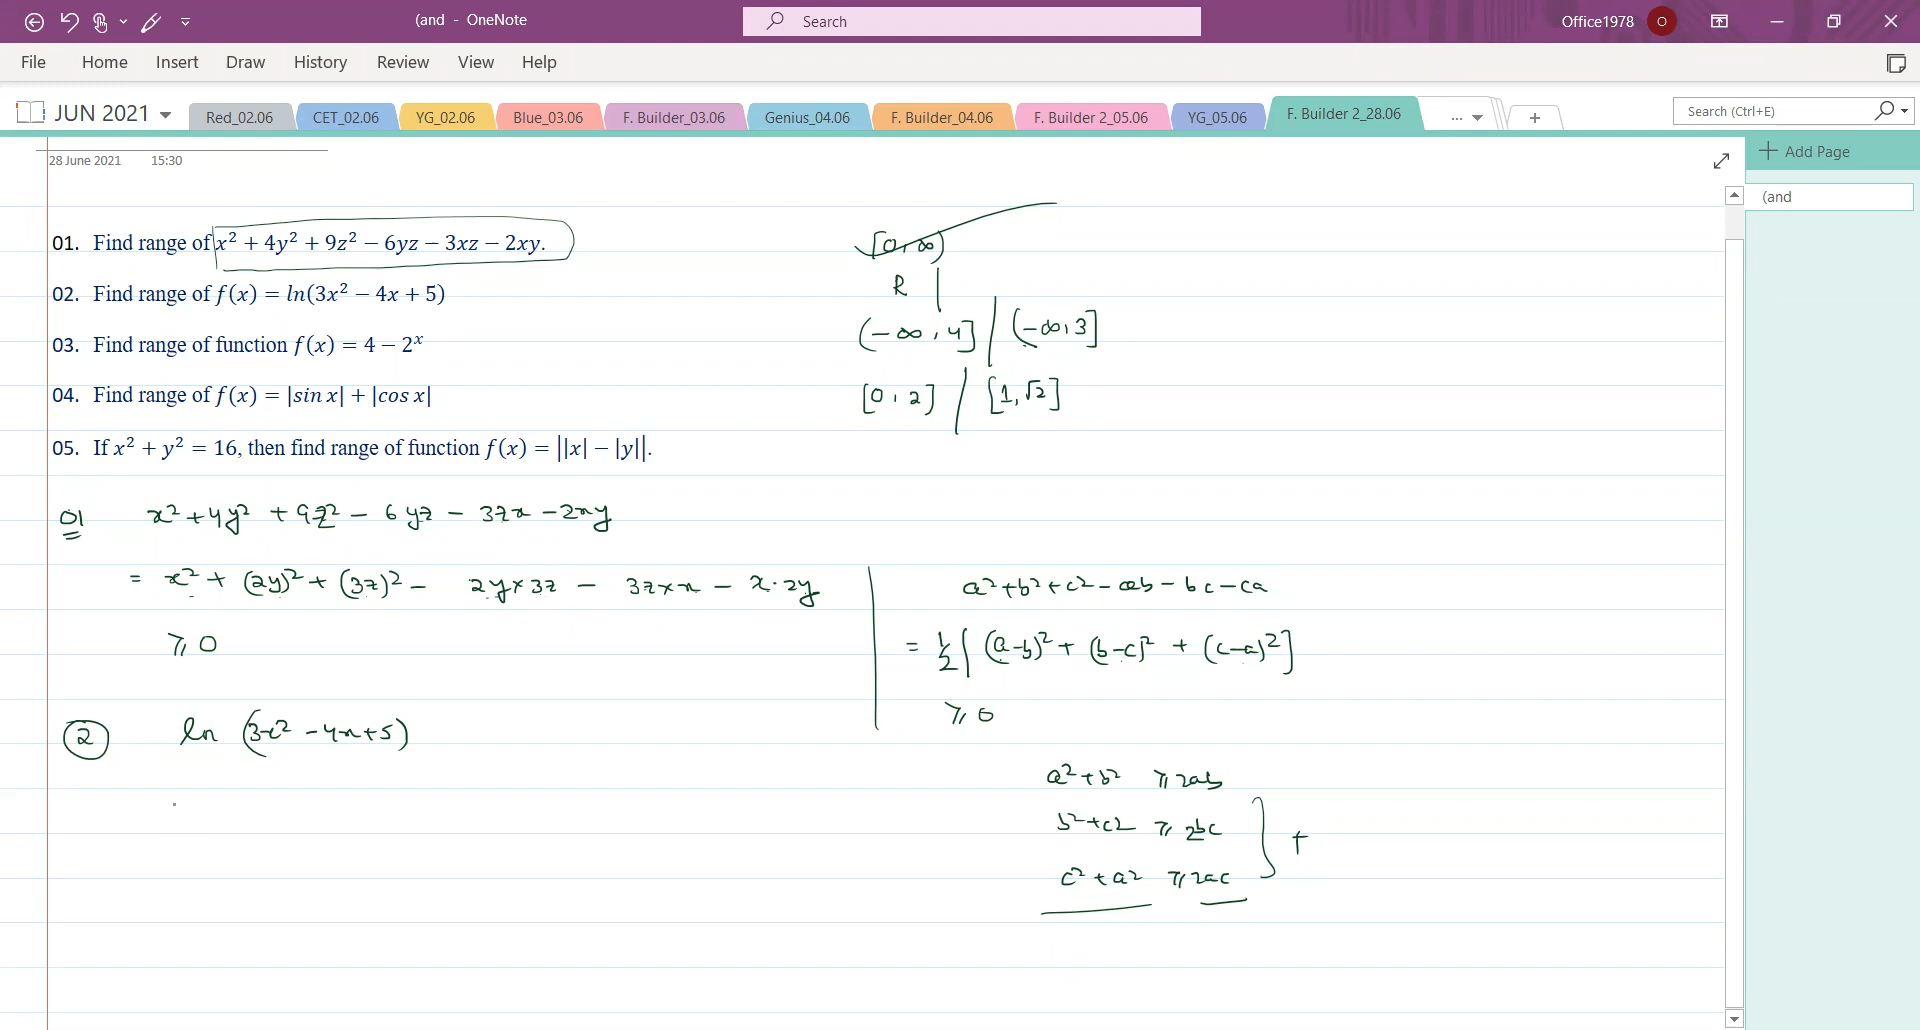 (and - OneNote
Search
Office1978
O
File Home Insert Draw History Review View Help
JUN 2021
Red_02.06 CET_02.06 YG_02.06 Blue_03.06 F. Builder_03.06 Genius_04.06 F. Builder_04.06 F. Builder 2_05.06 YG_05.06 F. Builder 2_28.06 ... +
Search (Ctrl+E)
28 June 2021 15:30
+ Add Page
(and
01. Find range of x² + 4y² + 9z² − 6yz − 3xz − 2xy.
[0, ∞)
R
02. Find range of f(x) = ln(3x² − 4x + 5)
03. Find range of function f(x) = 4 − 2ˣ
(−∞, 4] (−∞, 3]
04. Find range of f(x) = |sin x| + |cos x|
[0, 2] [1, √2]
05. If x² + y² = 16, then find range of function f(x) = ||x| − |y||.
01 x² + 4y² + 9z² − 6yz − 3zx − 2xy
= x² + (2y)² + (3z)² − 2y×3z − 3z×x − x·2y
⩾ 0
a² + b² + c² − ab − bc − ca
= 1/2 [(a−b)² + (b−c)² + (c−a)²]
⩾ 0
2 ln (3x² − 4x + 5)
a² + b² ⩾ 2ab
b² + c² ⩾ 2bc
c² + a² ⩾ 2ac
+